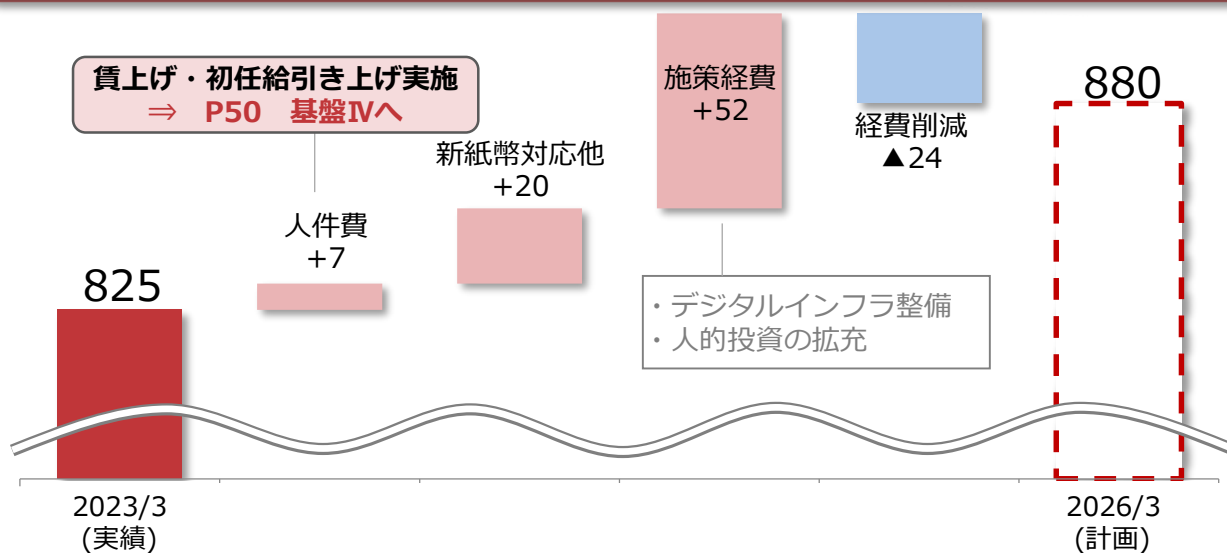 賃上げ・初任給引き上げ実施
⇒ P50 基盤Ⅳへ
825
人件費
+7
新紙幣対応他
+20
施策経費
+52
・デジタルインフラ整備
・人的投資の拡充
経費削減
▲24
880
2023/3
(実績)
2026/3
(計画)